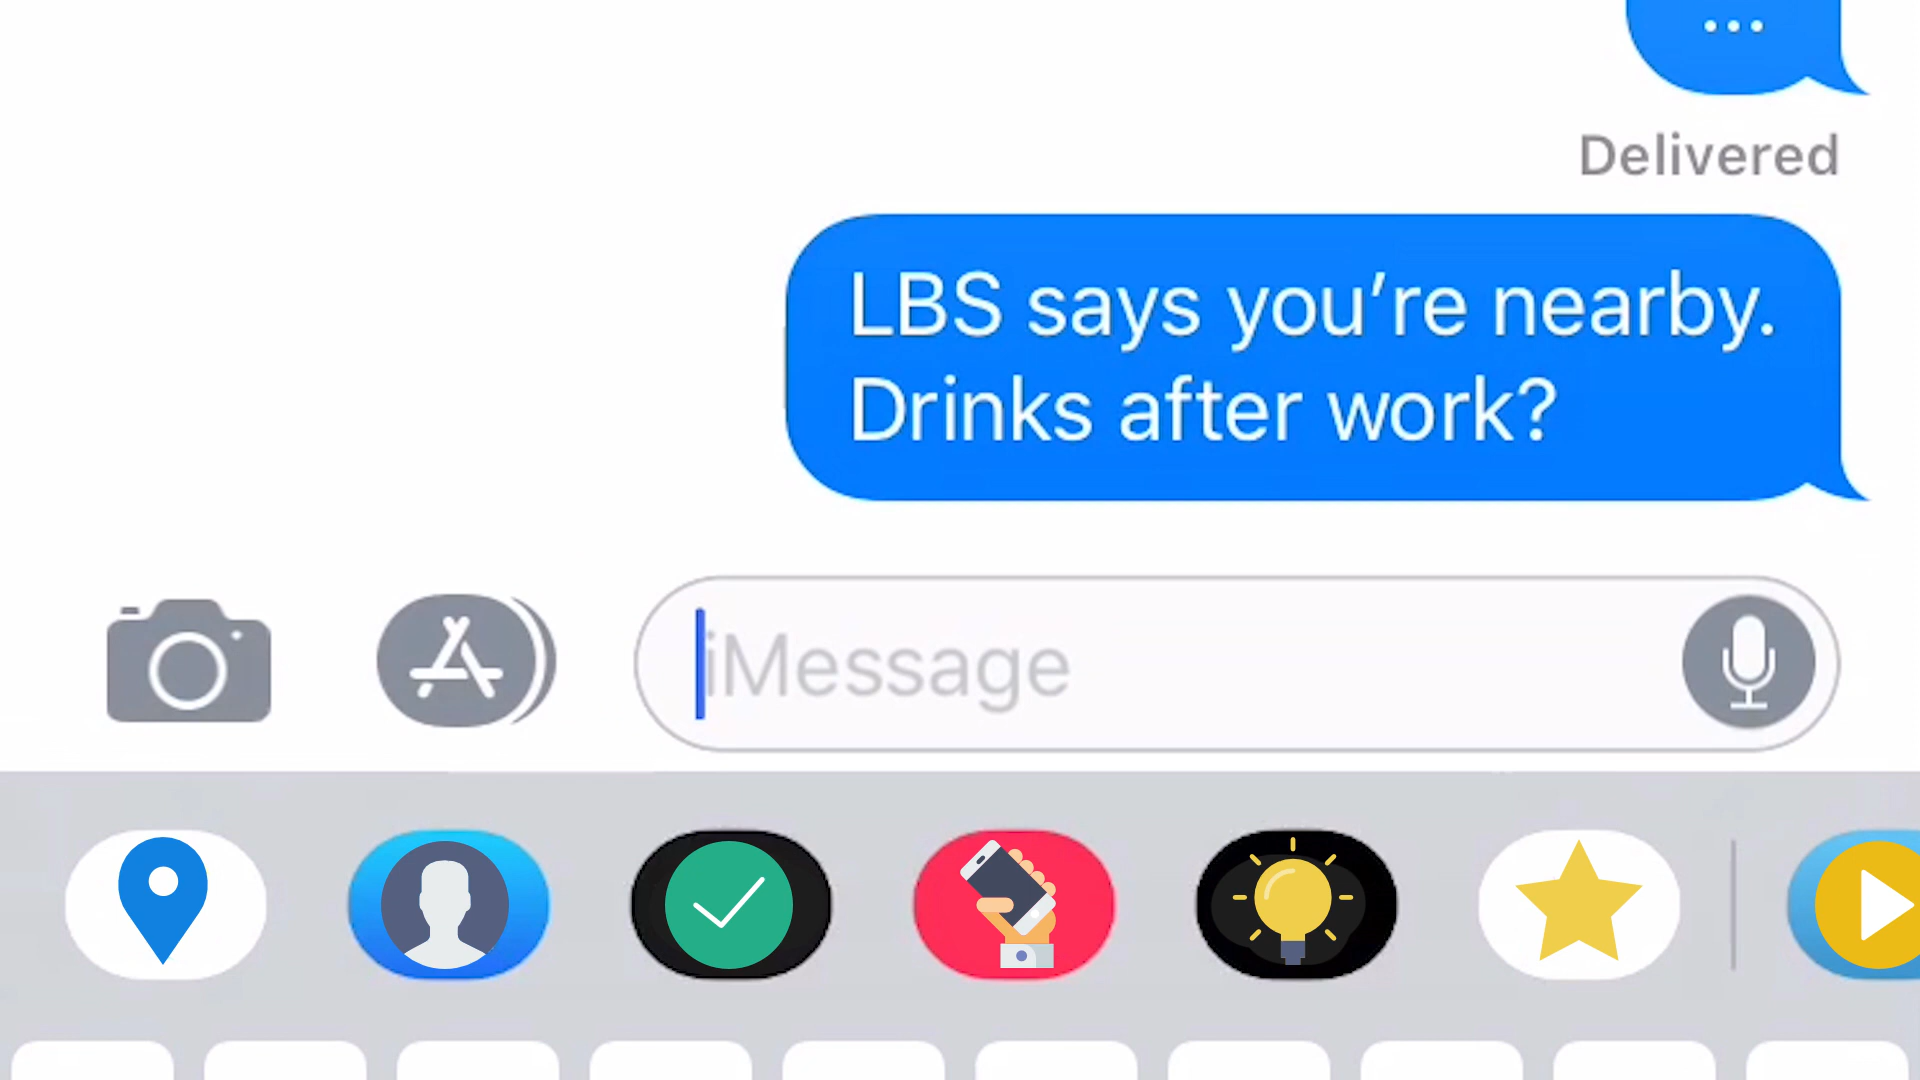 ...
Delivered
LBS says you’re nearby.
Drinks after work?
iMessage